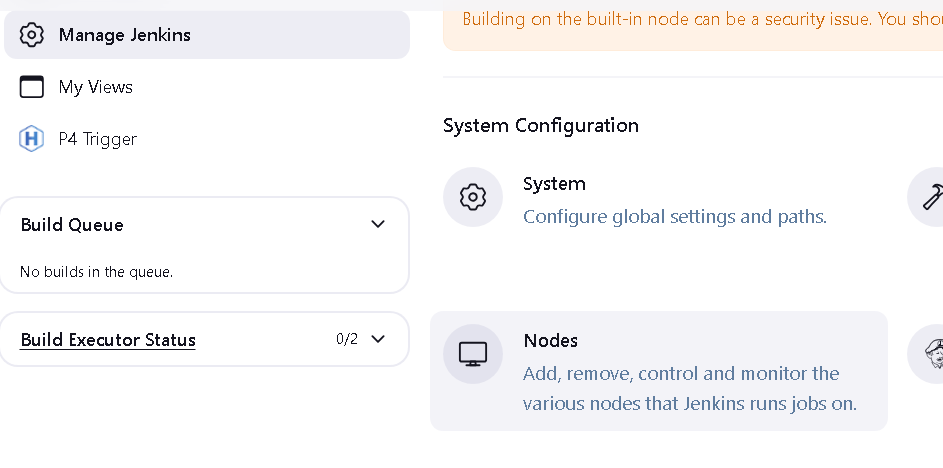 Manage Jenkins
My Views
P4 Trigger
Build Queue
No builds in the queue.
Build Executor Status 0/2
Building on the built-in node can be a security issue. You
System Configuration
System
Configure global settings and paths.
Nodes
Add, remove, control and monitor the
various nodes that Jenkins runs jobs on.